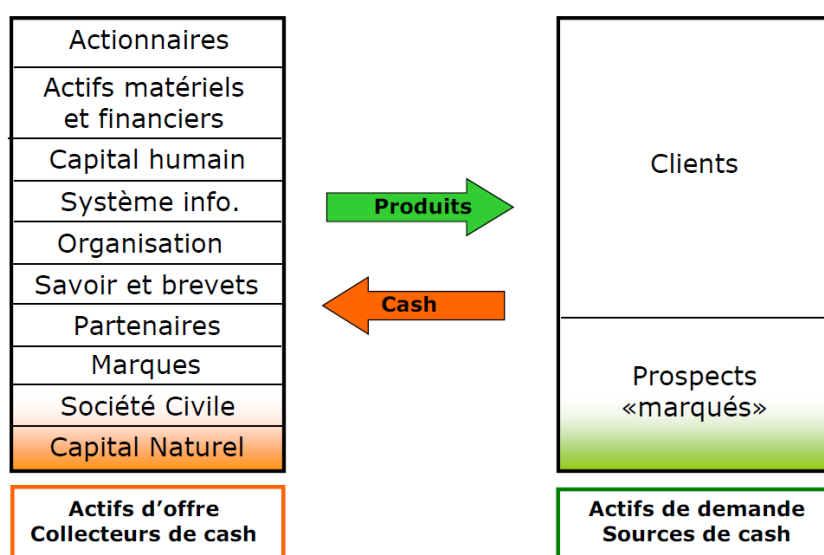 Actionnaires
Actifs matériels
et financiers
Capital humain
Système info.
Organisation
Savoir et brevets
Partenaires
Marques
Société Civile
Capital Naturel
Actifs d’offre
Collecteurs de cash
Produits
Cash
Clients
Prospects
«marqués»
Actifs de demande
Sources de cash